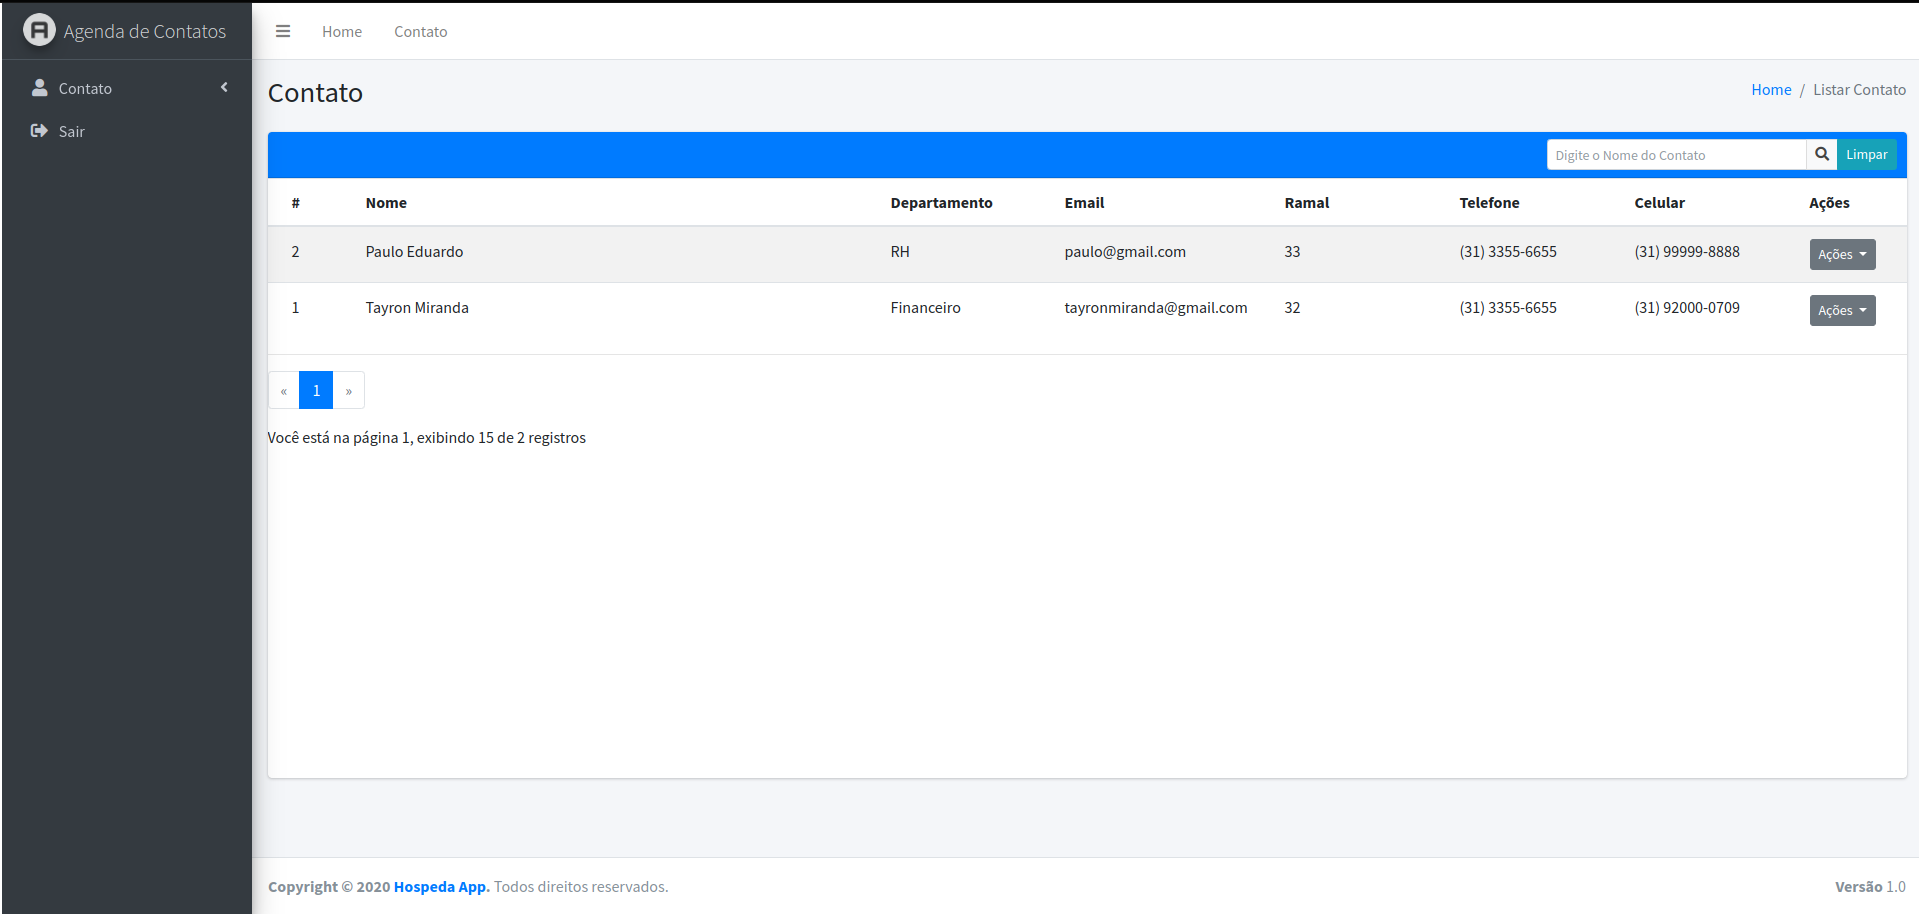 Agenda de Contatos
Home Contato
Contato
Sair
Contato
Home / Listar Contato
Digite o Nome do Contato Limpar
# Nome Departamento Email Ramal Telefone Celular Ações
2 Paulo Eduardo RH paulo@gmail.com 33 (31) 3355-6655 (31) 99999-8888 Ações
1 Tayron Miranda Financeiro tayronmiranda@gmail.com 32 (31) 3355-6655 (31) 92000-0709 Ações
« 1 »
Você está na página 1, exibindo 15 de 2 registros
Copyright © 2020 Hospeda App. Todos direitos reservados.
Versão 1.0